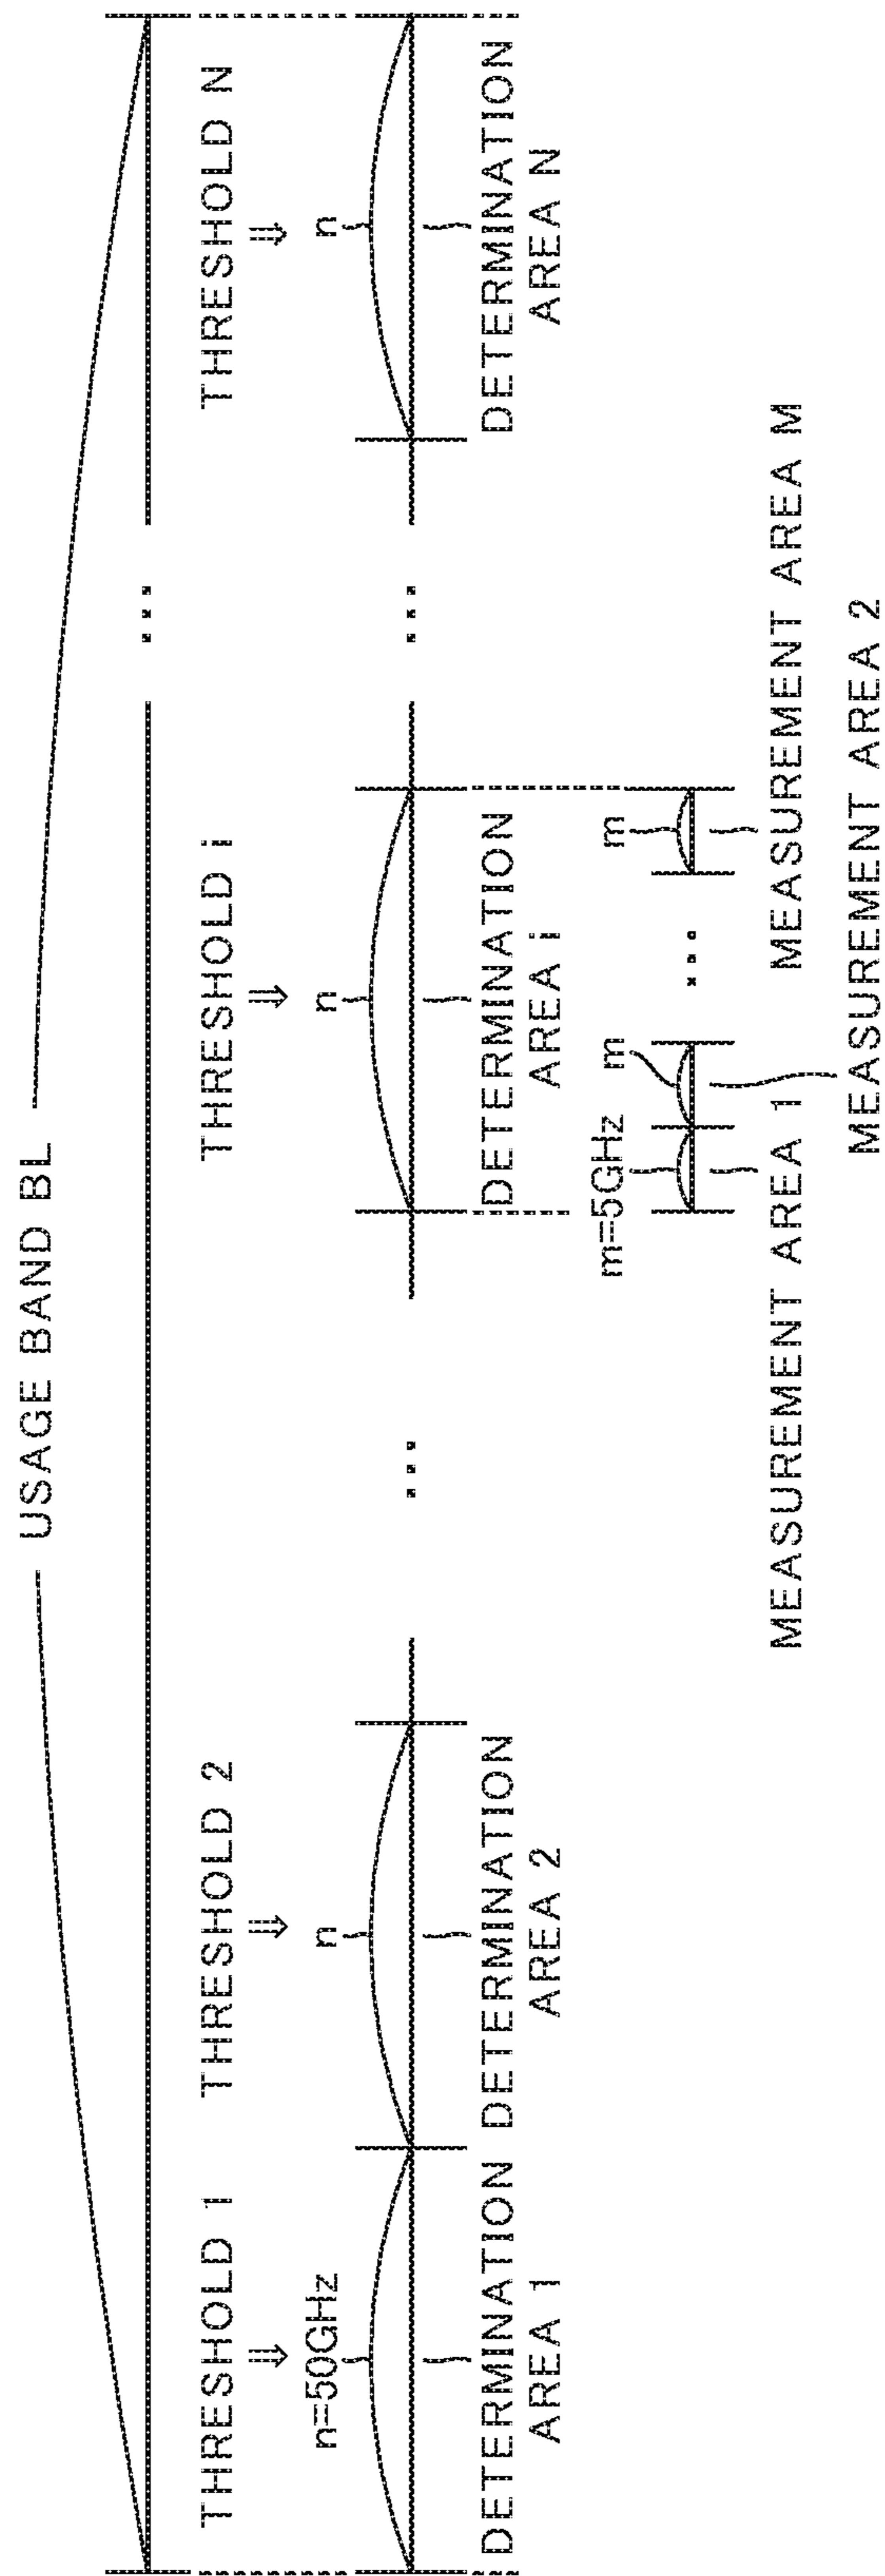 USAGE BAND BL
THRESHOLD 1
THRESHOLD 2
THRESHOLD i
THRESHOLD N
⇒
⇒
⇒
⇒
n=50GHz
n
n
n
...
...
...
DETERMINATION
AREA 1
DETERMINATION
AREA 2
DETERMINATION
AREA i
DETERMINATION
AREA N
m=5GHz
m
m
...
MEASUREMENT AREA 1
MEASUREMENT AREA M
MEASUREMENT AREA 2